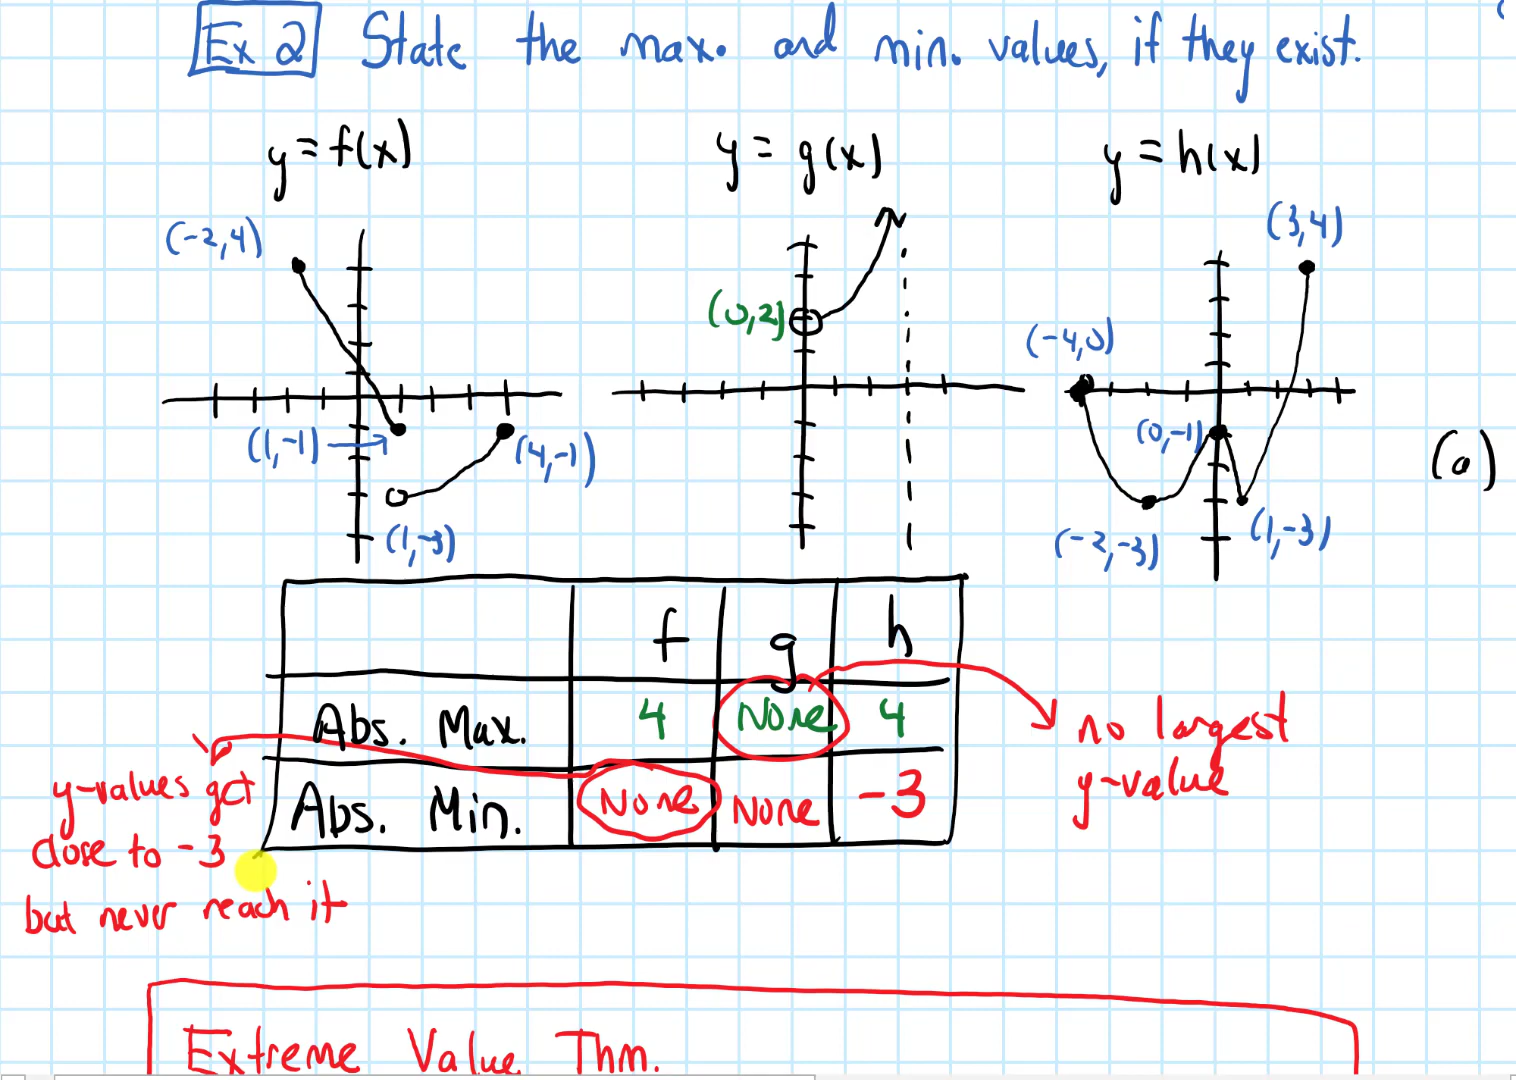 Ex 2 State the max. and min. values, if they exist.
y = f(x)
y = g(x)
y = h(x)
(-2,4)
(1,-1)
(4,-1)
(1,-3)
(0,2)
(3,4)
(-4,0)
(0,-1)
(-2,-3)
(1,-3)
(a)
f g h
Abs. Max. 4 None 4
Abs. Min. None None -3
no largest
y-value
y-values get
close to -3
but never reach it
Extreme Value Thm.